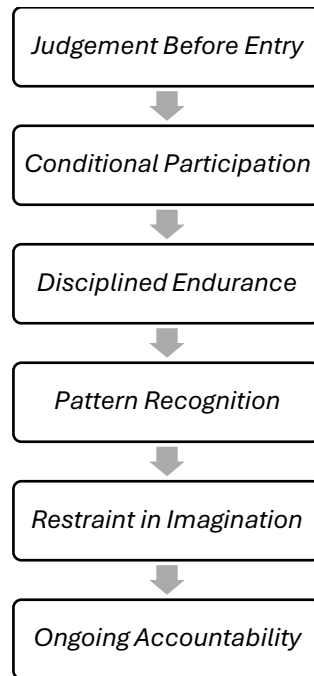 Judgement Before Entry
Conditional Participation
Disciplined Endurance
Pattern Recognition
Restraint in Imagination
Ongoing Accountability